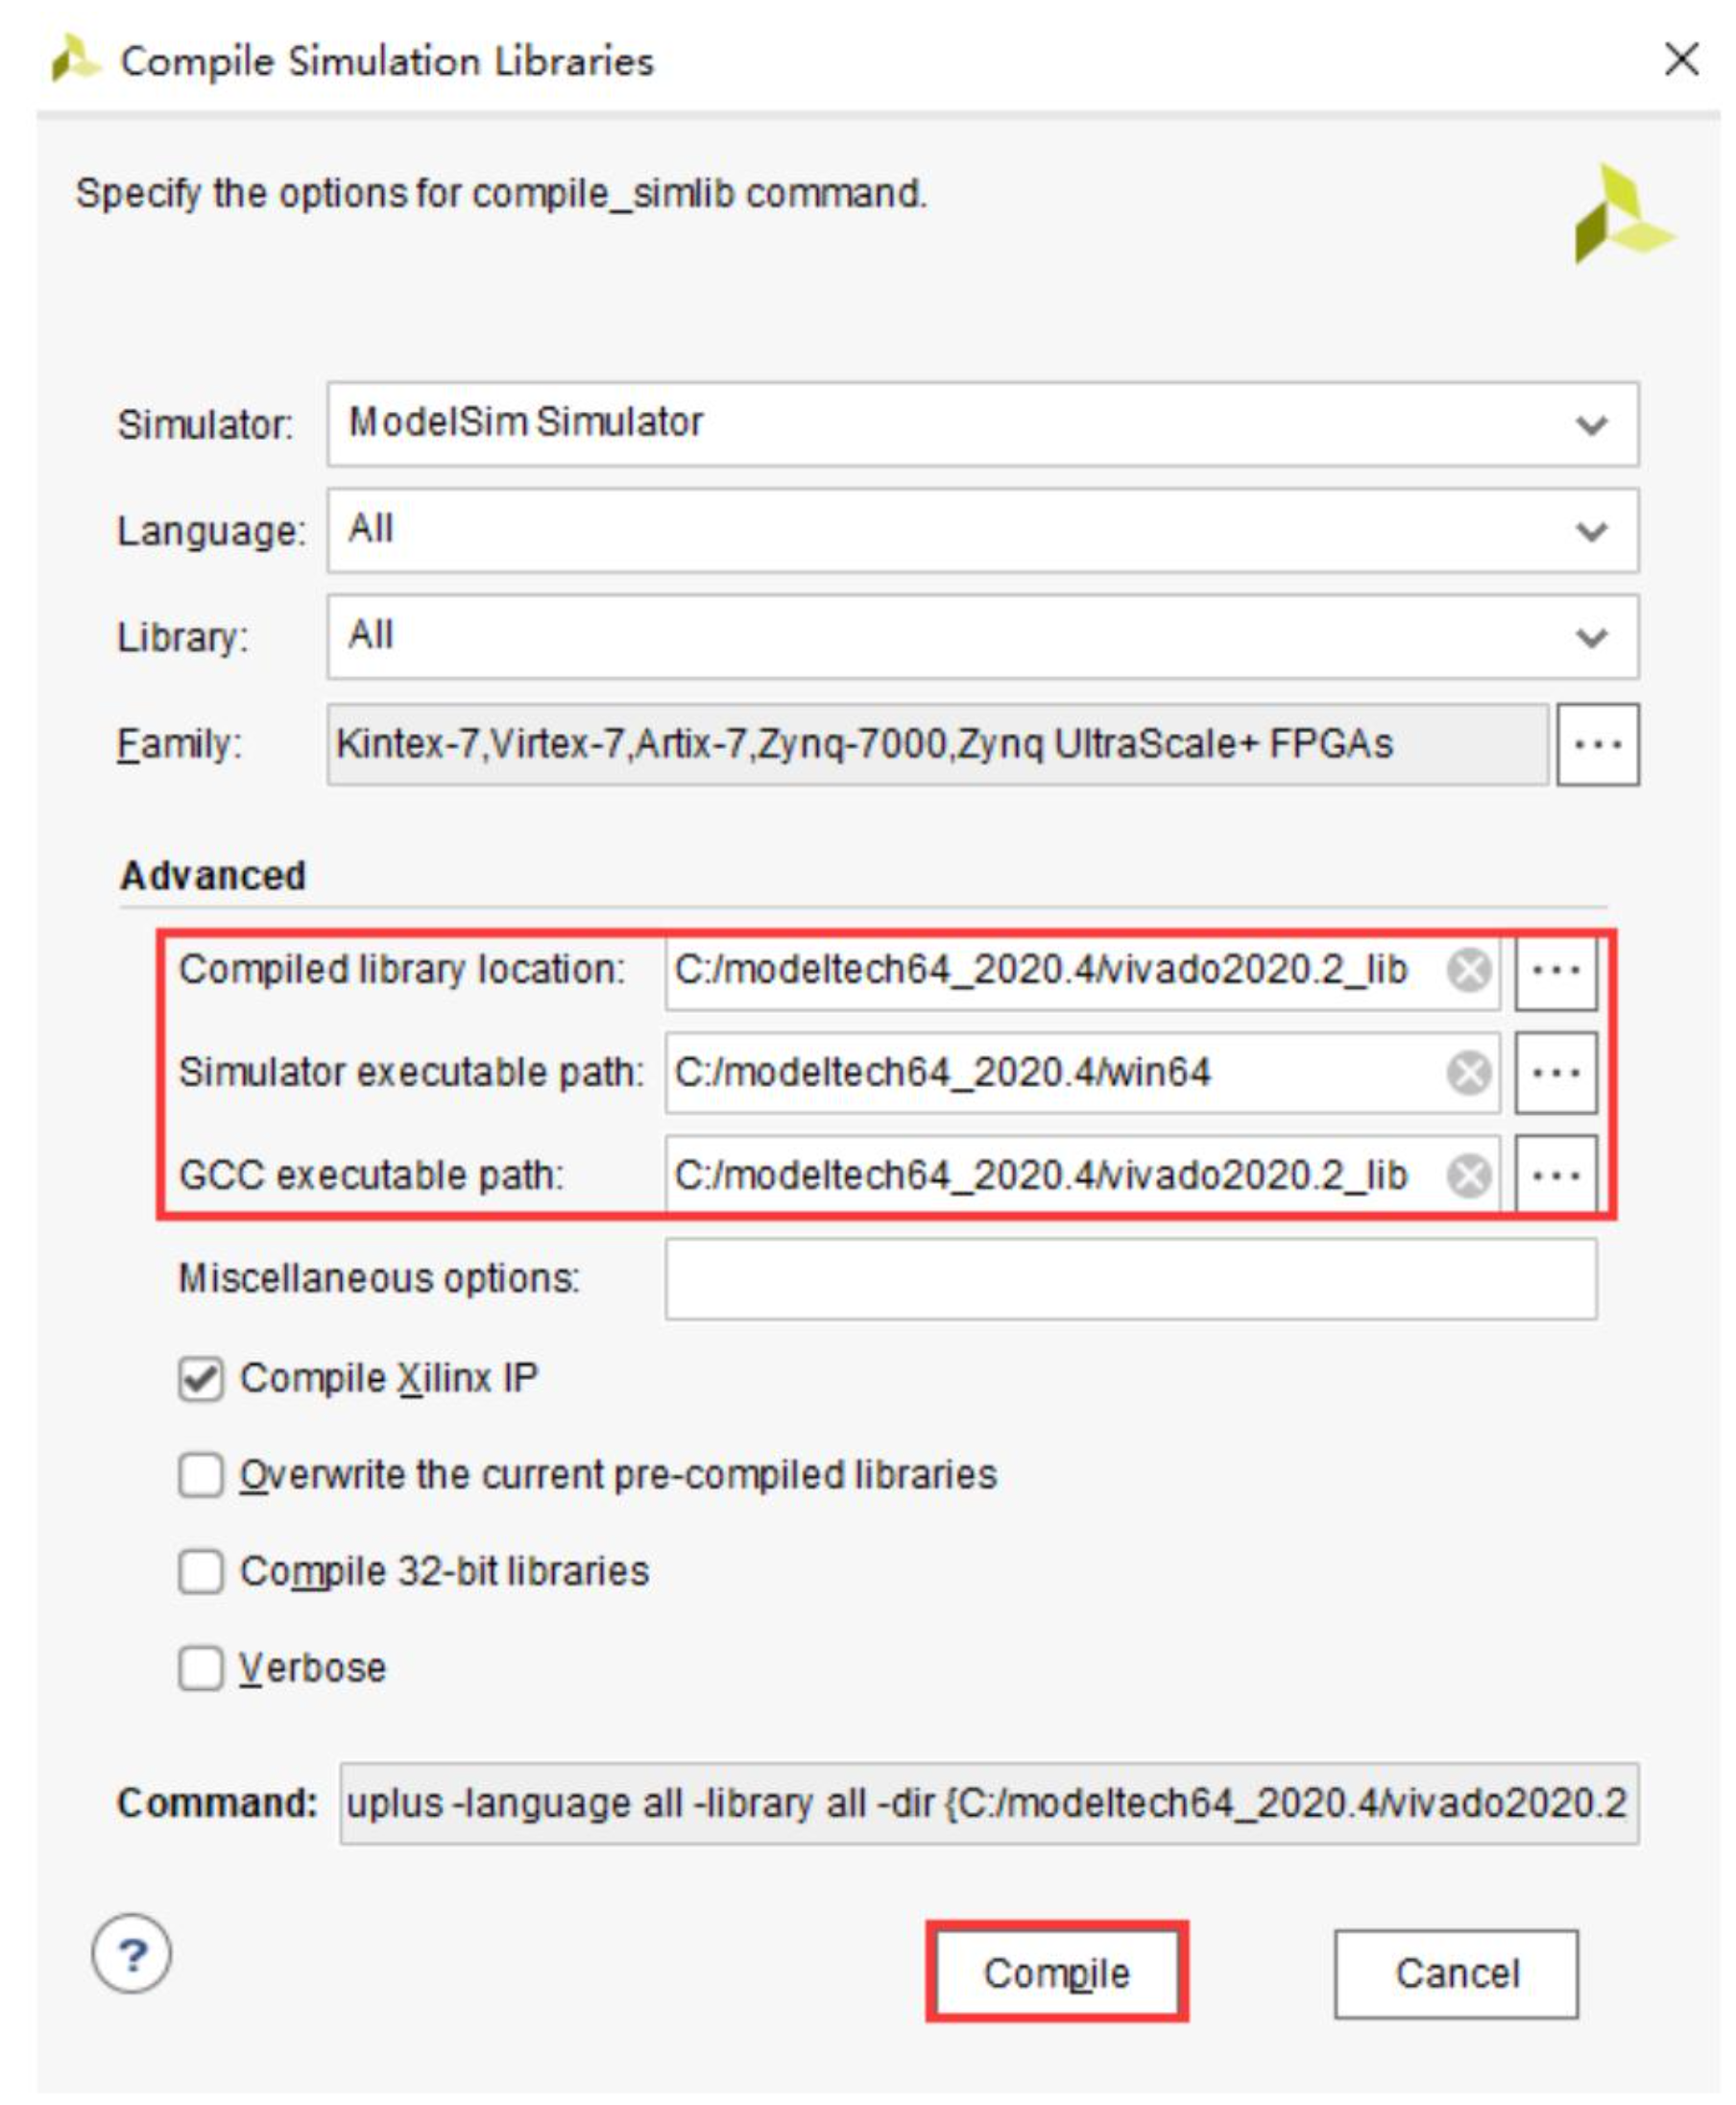 Compile Simulation Libraries
Specify the options for compile_simlib command.
Simulator: ModelSim Simulator
Language: All
Library: All
Family: Kintex-7,Virtex-7,Artix-7,Zynq-7000,Zynq UltraScale+ FPGAs ...
Advanced
Compiled library location: C:/modeltech64_2020.4/vivado2020.2_lib ...
Simulator executable path: C:/modeltech64_2020.4/win64 ...
GCC executable path: C:/modeltech64_2020.4/vivado2020.2_lib ...
Miscellaneous options:
Compile Xilinx IP
Overwrite the current pre-compiled libraries
Compile 32-bit libraries
Verbose
Command: uplus -language all -library all -dir {C:/modeltech64_2020.4/vivado2020.2
? Compile Cancel